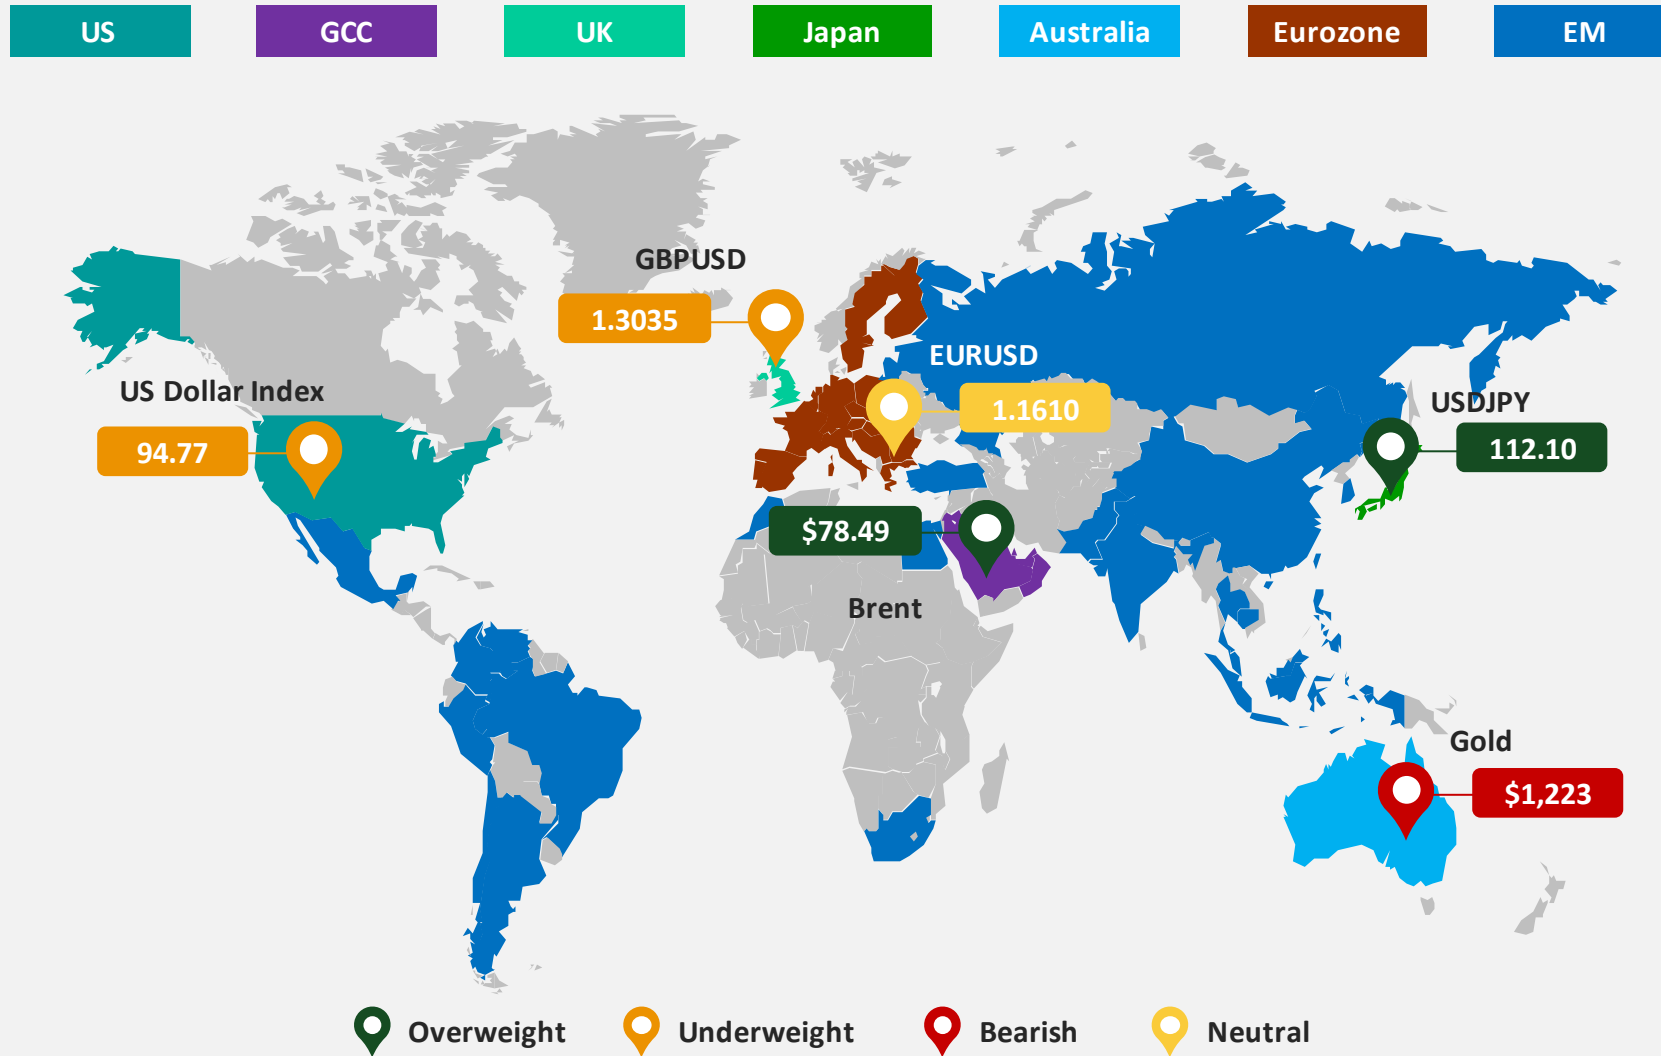 US GCC UK Japan Australia Eurozone EM
GBPUSD
1.3035
EURUSD
1.1610
US Dollar Index
94.77
USDJPY
112.10
$78.49
Brent
Gold
$1,223
Overweight Underweight Bearish Neutral